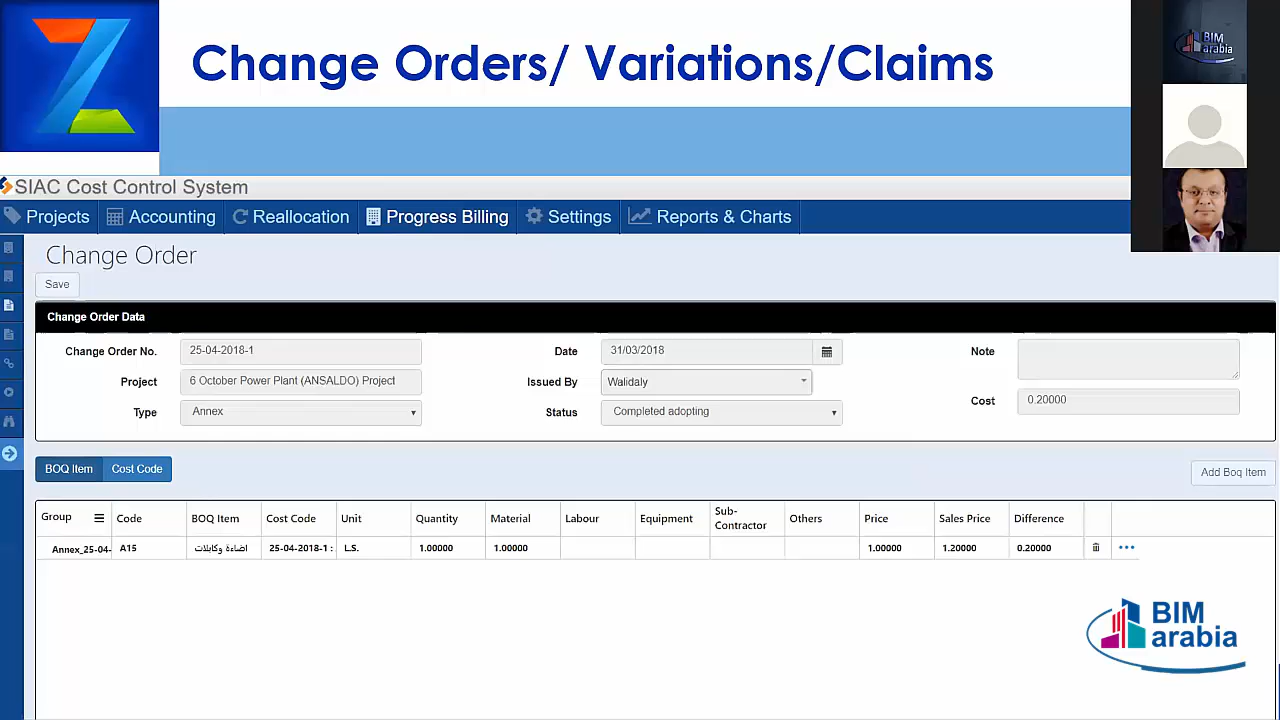 Change Orders/ Variations/Claims
BIM
arabia
SIAC Cost Control System
Projects Accounting Reallocation Progress Billing Settings Reports & Charts
Change Order
Save
Change Order Data
Change Order No. 25-04-2018-1 Date 31/03/2018 Note
Project 6 October Power Plant (ANSALDO) Project Issued By Walidaly
Cost 0.20000
Type Annex Status Completed adopting
BOQ Item Cost Code
Add Boq Item
Group Code BOQ Item Cost Code Unit Quantity Material Labour Equipment Sub-
Contractor Others Price Sales Price Difference
Annex_25-04- A15 اضاءة وكابلات 25-04-2018-1 : L.S. 1.00000 1.00000 1.00000 1.20000 0.20000
BIM
arabia